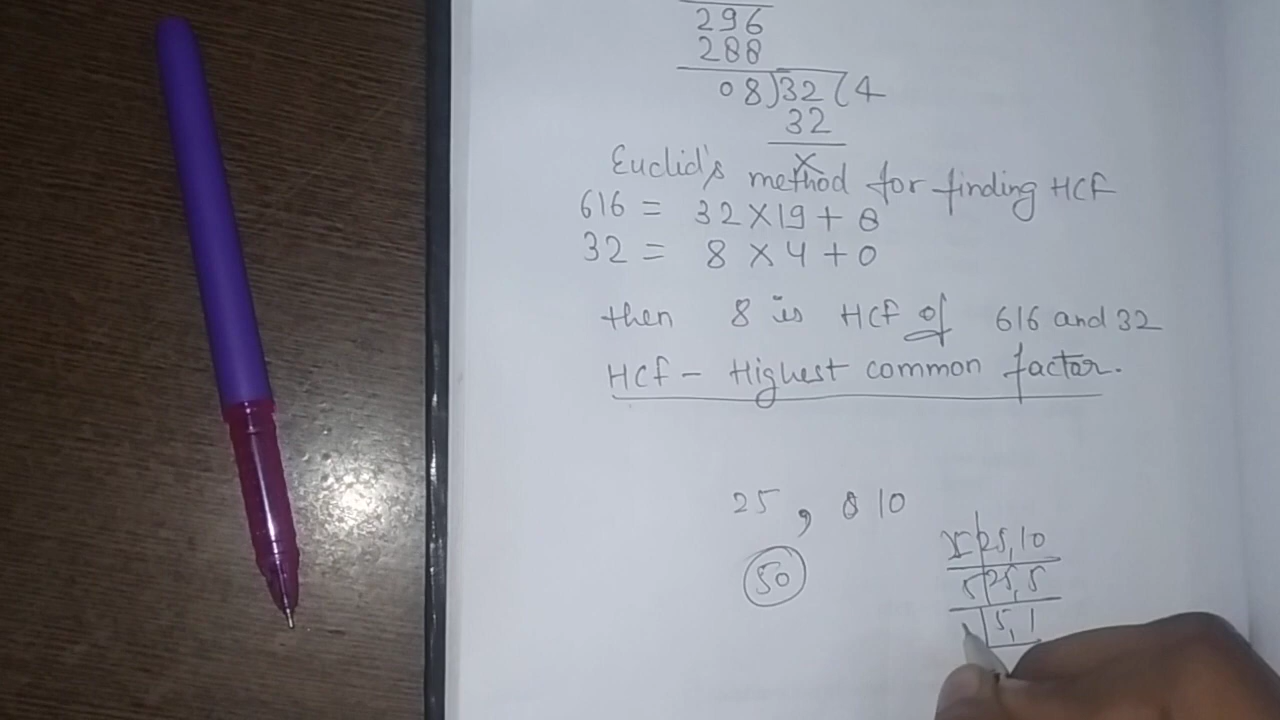 296
288
08)32(4
32
x
Euclid's method for finding HCF
616 = 32×19+8
32 = 8×4+0
then 8 is HCF of 616 and 32
HCF - Highest common factor.
25, 10
50
25,10
5 25,5
5,1